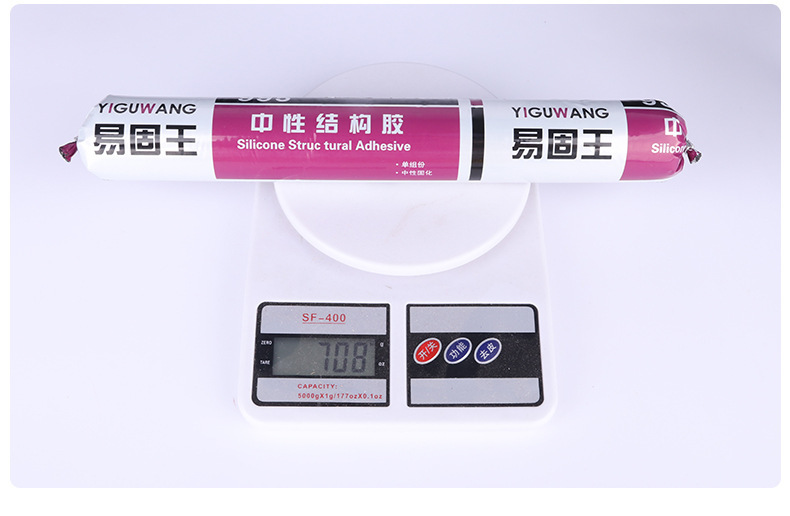 YIGUWANG
易固王
中性结构胶
Silicone Struc tural Adhesive
· 单组份
· 中性固化
YIGUWANG
易固王
中
Silicon
SF-400
ZERO
TARE
708
g
oz
CAPACITY:
5000gX1g/177ozX0.1oz
开/关
功能
去皮